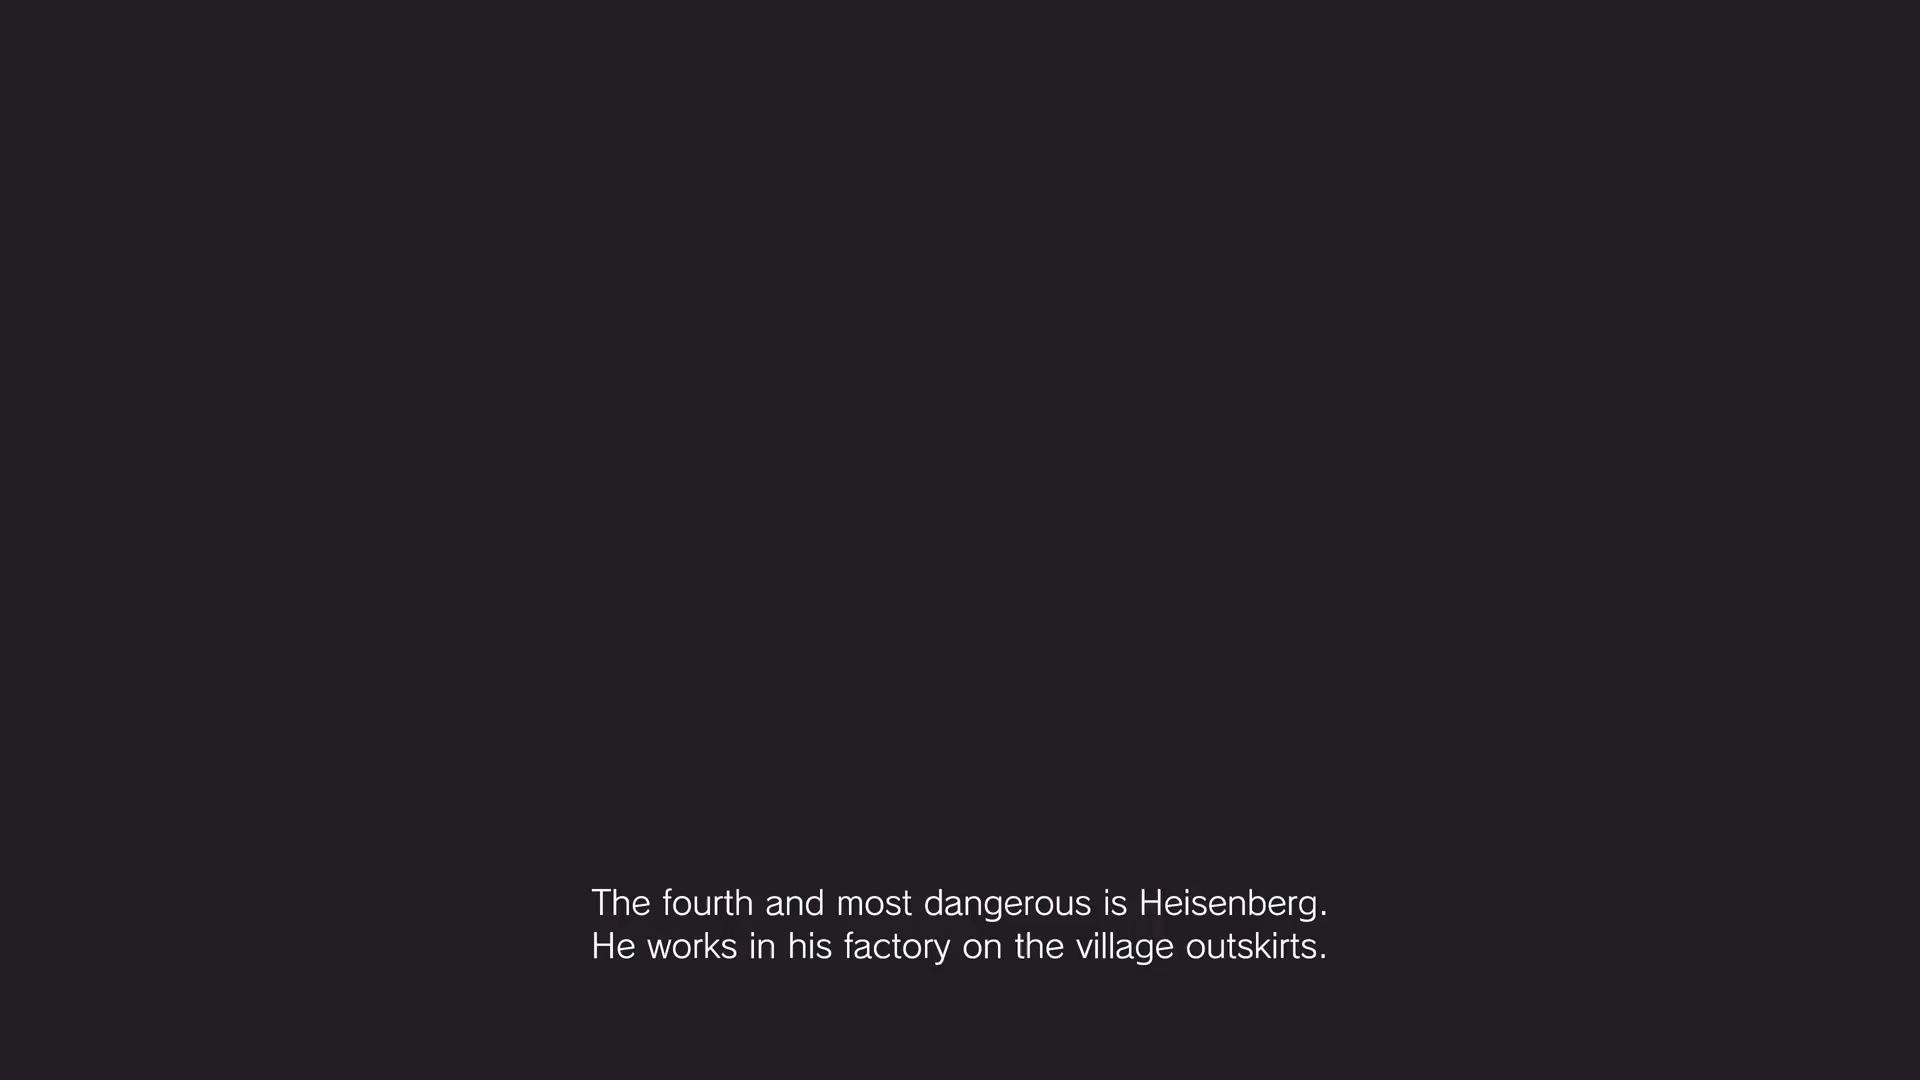 The fourth and most dangerous is Heisenberg.
He works in his factory on the village outskirts.